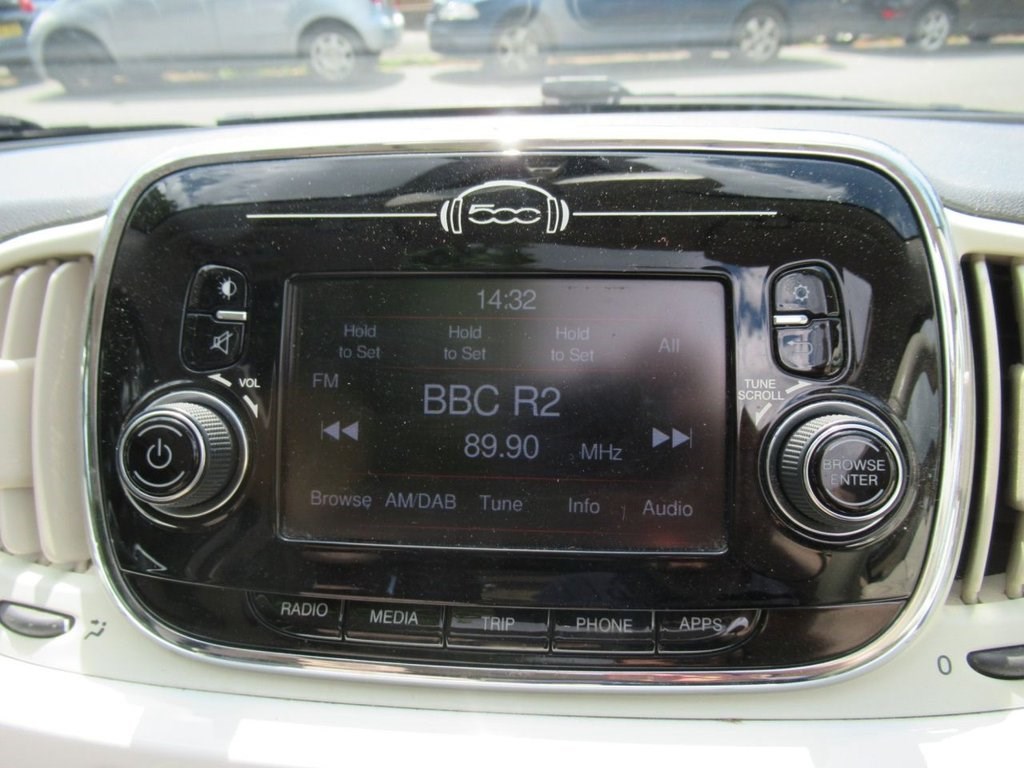 500
14:32
Hold to Set
Hold to Set
Hold to Set
All
VOL
FM
BBC R2
89.90 MHz
TUNE SCROLL
BROWSE ENTER
Browse AM/DAB Tune Info Audio
RADIO MEDIA TRIP PHONE APPS
0